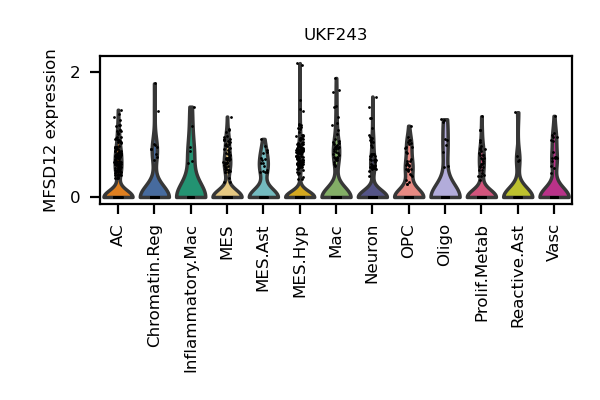 UKF243
MFSD12 expression
2
0
AC
Chromatin.Reg
Inflammatory.Mac
MES
MES.Ast
MES.Hyp
Mac
Neuron
OPC
Oligo
Prolif.Metab
Reactive.Ast
Vasc